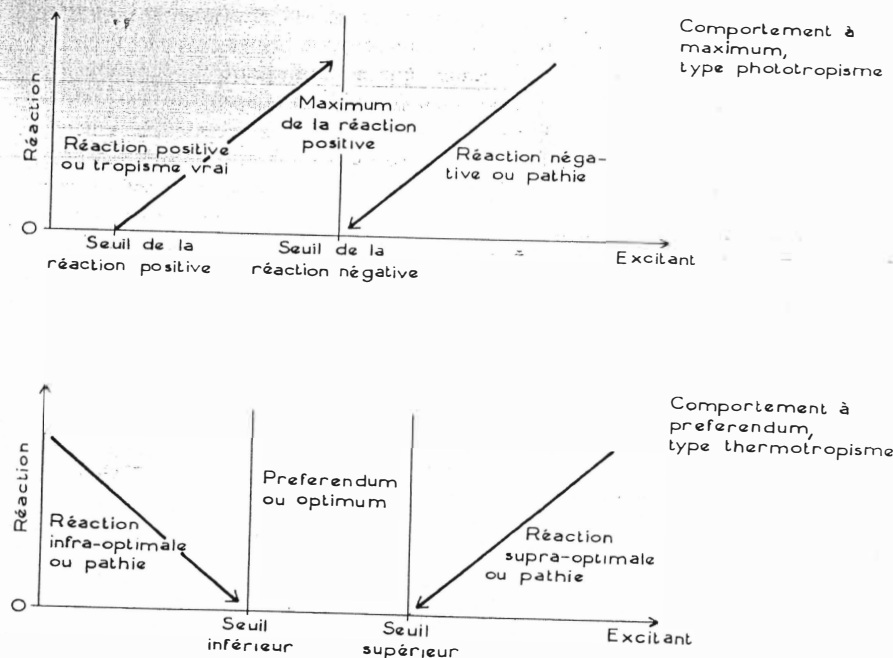 Comportement à
maximum,
type phototropisme
Réaction
Maximum
de la réaction
positive
Réaction positive
ou tropisme vrai
Réaction néga-
tive ou pathie
O
Seuil de la
réaction positive
Seuil de la
réaction négative
Excitant
Comportement à
preferendum,
type thermotropisme
Réaction
Preferendum
ou optimum
Réaction
infra-optimale
ou pathie
Réaction
supra-optimale
ou pathie
O
Seuil
inférieur
Seuil
supérieur
Excitant